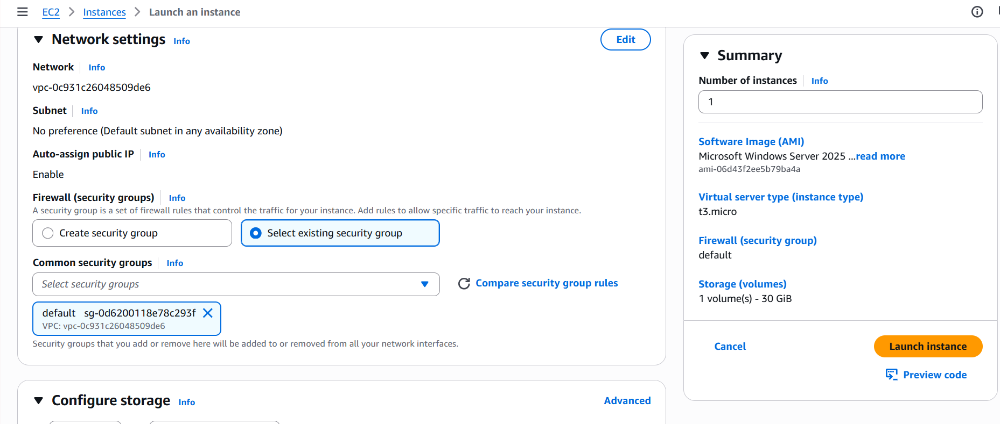 EC2 > Instances > Launch an instance
Network settings Info
Edit
Network Info
vpc-0c931c26048509de6
Subnet Info
No preference (Default subnet in any availability zone)
Auto-assign public IP Info
Enable
Firewall (security groups) Info
A security group is a set of firewall rules that control the traffic for your instance. Add rules to allow specific traffic to reach your instance.
Create security group
Select existing security group
Common security groups Info
Select security groups
Compare security group rules
default sg-0d6200118e78c293f
VPC: vpc-0c931c26048509de6
Security groups that you add or remove here will be added to or removed from all your network interfaces.
Configure storage Info
Advanced
Summary
Number of instances Info
1
Software Image (AMI)
Microsoft Windows Server 2025 ...read more
ami-06d43f2ee5b79ba4a
Virtual server type (instance type)
t3.micro
Firewall (security group)
default
Storage (volumes)
1 volume(s) - 30 GiB
Cancel
Launch instance
Preview code